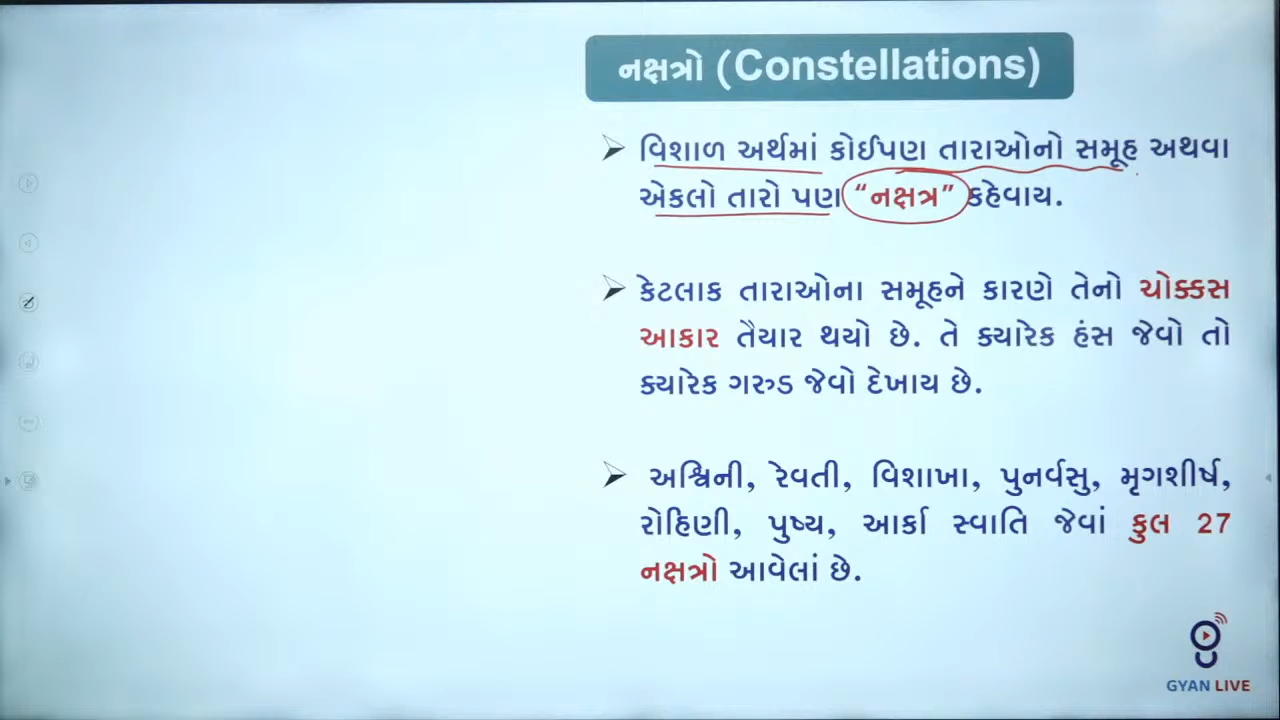 નક્ષત્રો (Constellations)
➢ વિશાળ અર્થમાં કોઈપણ તારાઓનો સમૂહ અથવા
એકલો તારો પણ “નક્ષત્ર” કહેવાય.
➢ કેટલાક તારાઓના સમૂહને કારણે તેનો ચોક્કસ
આકાર તૈયાર થયો છે. તે ક્યારેક હંસ જેવો તો
ક્યારેક ગરુડ જેવો દેખાય છે.
➢ અશ્વિની, રેવતી, વિશાખા, પુનર્વસુ, મૃગશીર્ષ,
રોહિણી, પુષ્ય, આર્કા સ્વાતિ જેવાં કુલ 27
નક્ષત્રો આવેલાં છે.
GYAN LIVE